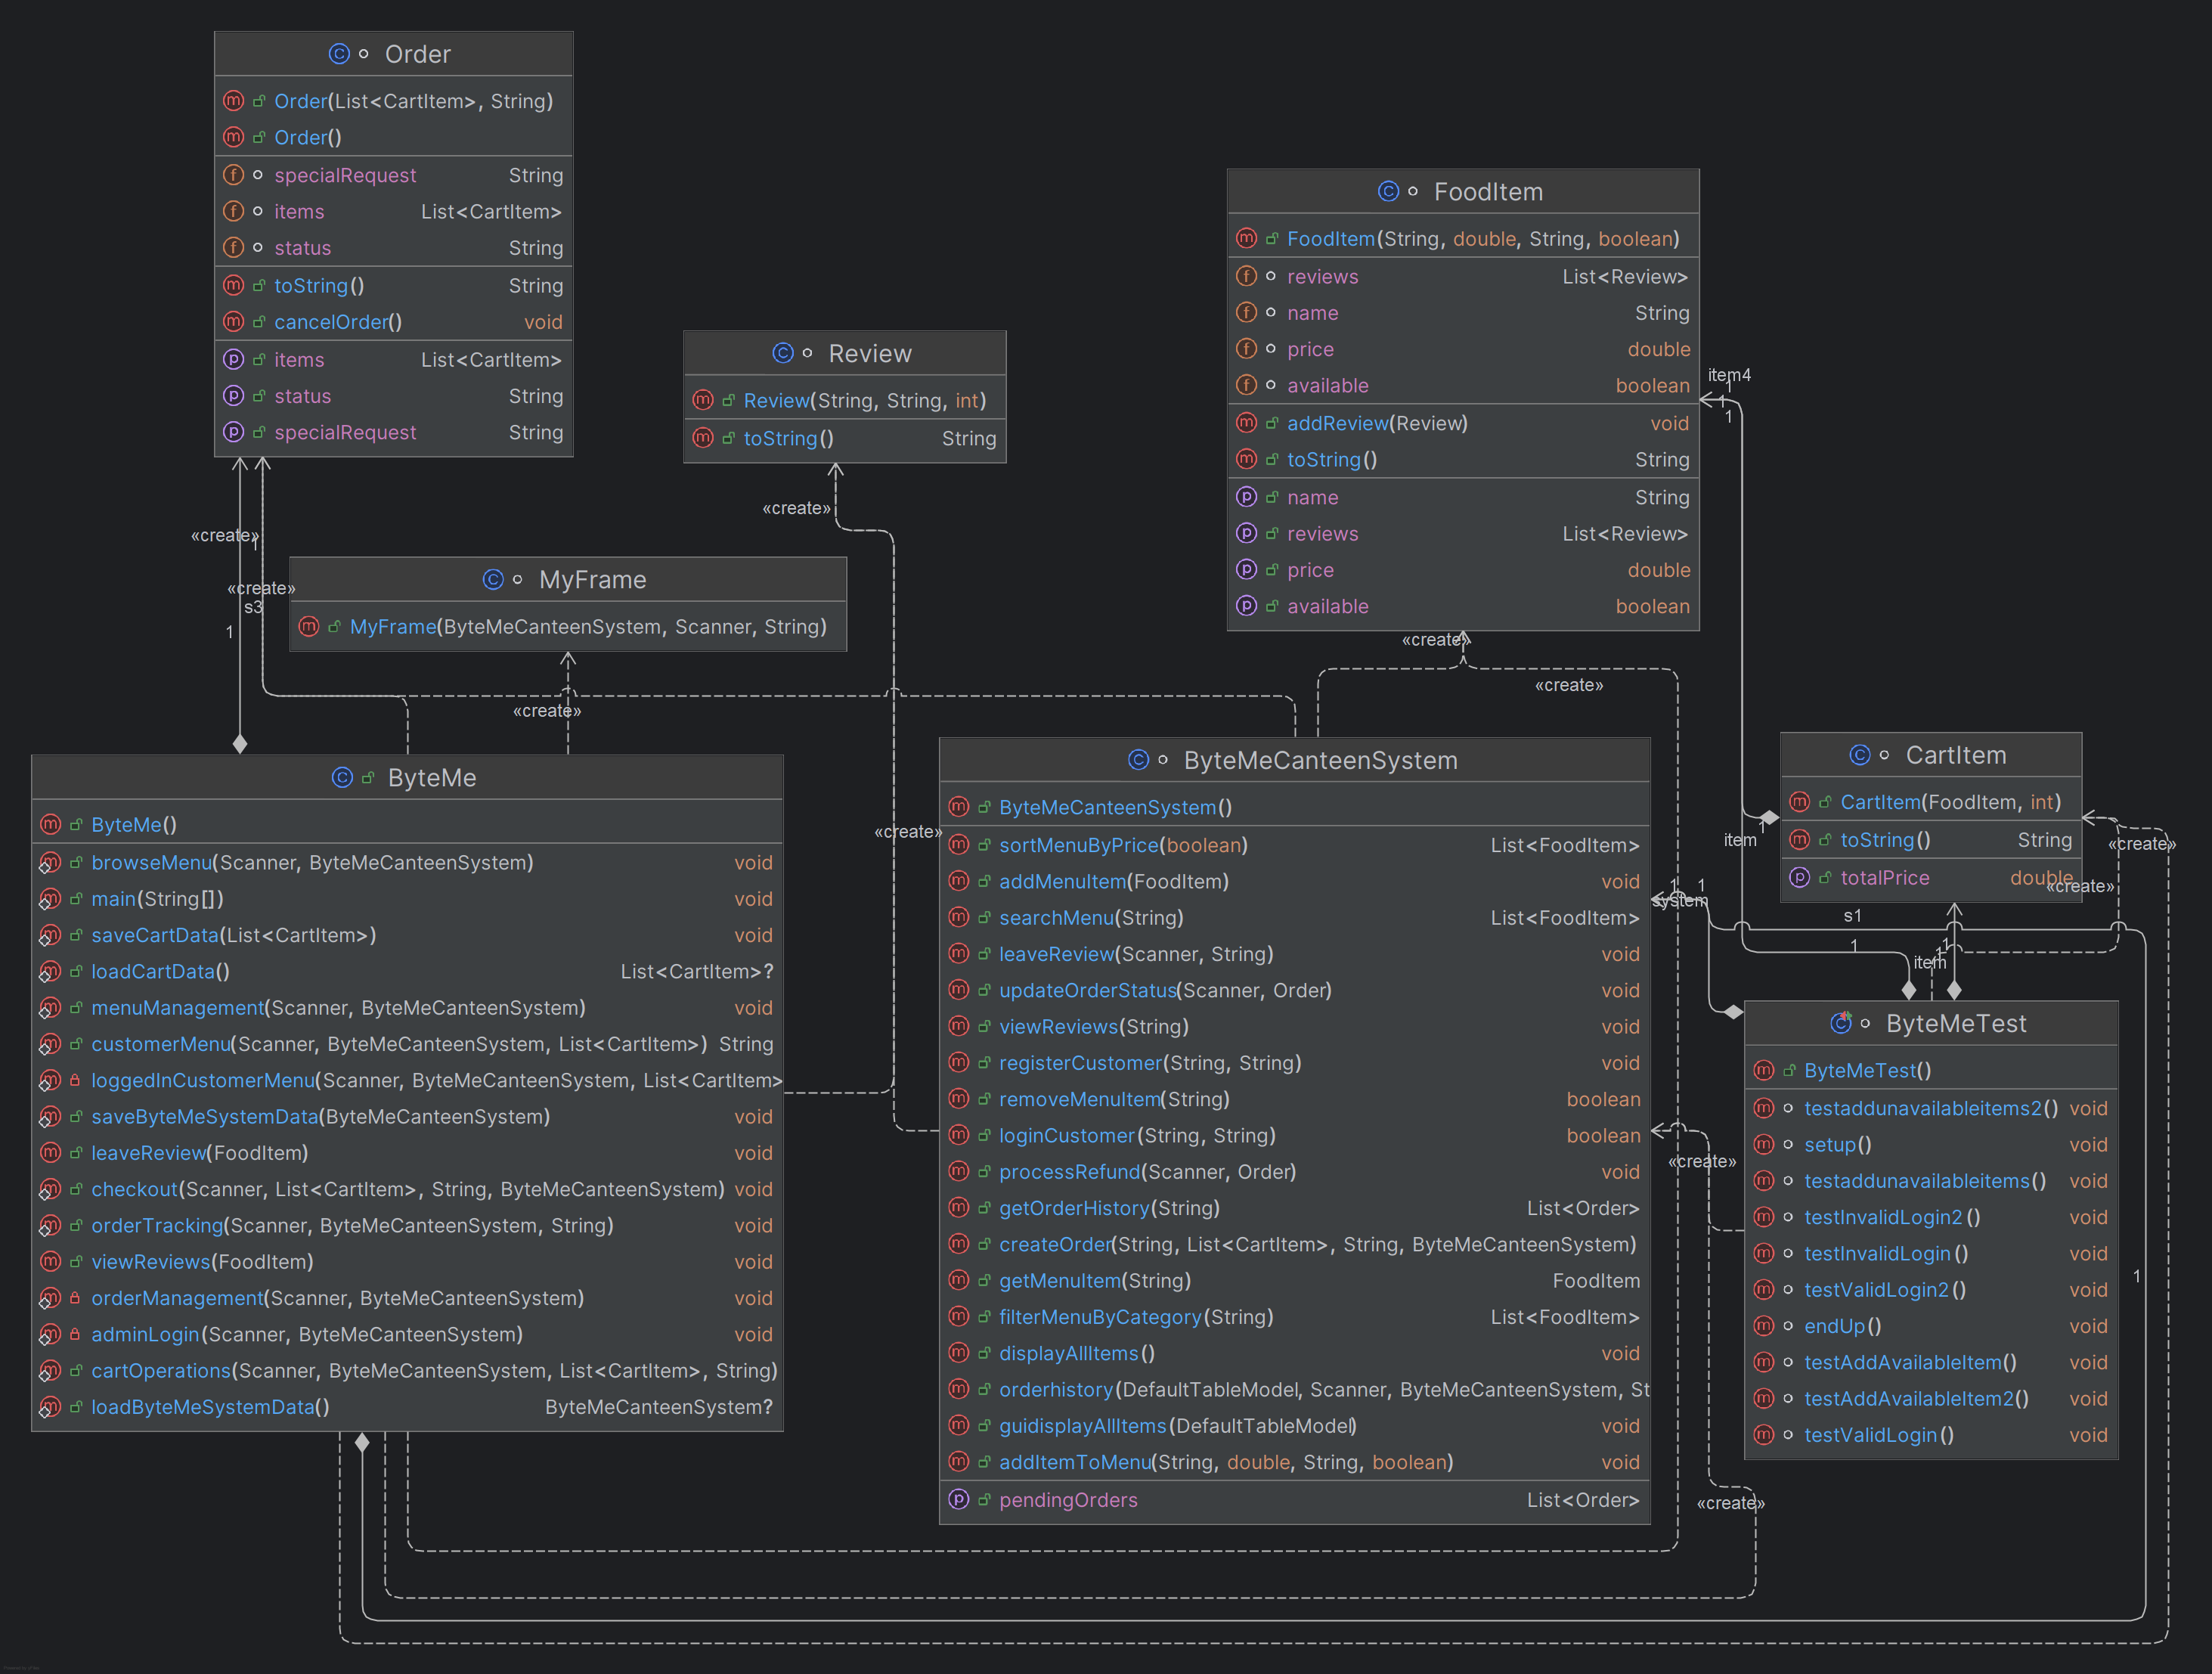 Order
Order(List<CartItem>, String)
Order()
specialRequest String
items List<CartItem>
status String
toString() String
cancelOrder() void
items List<CartItem>
status String
specialRequest String
Review
Review(String, String, int)
toString() String
FoodItem
FoodItem(String, double, String, boolean)
reviews List<Review>
name String
price double
available boolean
addReview(Review) void
toString() String
name String
reviews List<Review>
price double
available boolean
item4
1
1
1
«create»
«create»
1
«create»
s3
1
MyFrame
MyFrame(ByteMeCanteenSystem, Scanner, String)
«create»
«create»
«create»
ByteMe
ByteMe()
browseMenu(Scanner, ByteMeCanteenSystem) void
main(String[]) void
saveCartData(List<CartItem>) void
loadCartData() List<CartItem>?
menuManagement(Scanner, ByteMeCanteenSystem) void
customerMenu(Scanner, ByteMeCanteenSystem, List<CartItem>) String
loggedInCustomerMenu(Scanner, ByteMeCanteenSystem, List<CartItem>
saveByteMeSystemData(ByteMeCanteenSystem) void
leaveReview(FoodItem) void
checkout(Scanner, List<CartItem>, String, ByteMeCanteenSystem) void
orderTracking(Scanner, ByteMeCanteenSystem, String) void
viewReviews(FoodItem) void
orderManagement(Scanner, ByteMeCanteenSystem) void
adminLogin(Scanner, ByteMeCanteenSystem) void
cartOperations(Scanner, ByteMeCanteenSystem, List<CartItem>, String)
loadByteMeSystemData() ByteMeCanteenSystem?
«create»
ByteMeCanteenSystem
ByteMeCanteenSystem()
sortMenuByPrice(boolean) List<FoodItem>
addMenuItem(FoodItem) void
searchMenu(String) List<FoodItem>
leaveReview(Scanner, String) void
updateOrderStatus(Scanner, Order) void
viewReviews(String) void
registerCustomer(String, String) void
removeMenuItem(String) boolean
loginCustomer(String, String) boolean
processRefund(Scanner, Order) void
getOrderHistory(String) List<Order>
createOrder(String, List<CartItem>, String, ByteMeCanteenSystem)
getMenuItem(String) FoodItem
filterMenuByCategory(String) List<FoodItem>
displayAllItems() void
orderhistory(DefaultTableModel, Scanner, ByteMeCanteenSystem, St
guidisplayAllItems(DefaultTableModel) void
addItemToMenu(String, double, String, boolean) void
pendingOrders List<Order>
CartItem
CartItem(FoodItem, int)
toString() String
totalPrice double
1
item
«create»
«create»
1
1
system
s1
1
1
item
ByteMeTest
ByteMeTest()
testaddunavailableitems2() void
setup() void
testaddunavailableitems() void
testInvalidLogin2() void
testInvalidLogin() void
testValidLogin2() void
endUp() void
testAddAvailableItem() void
testAddAvailableItem2() void
testValidLogin() void
«create»
1
«create»